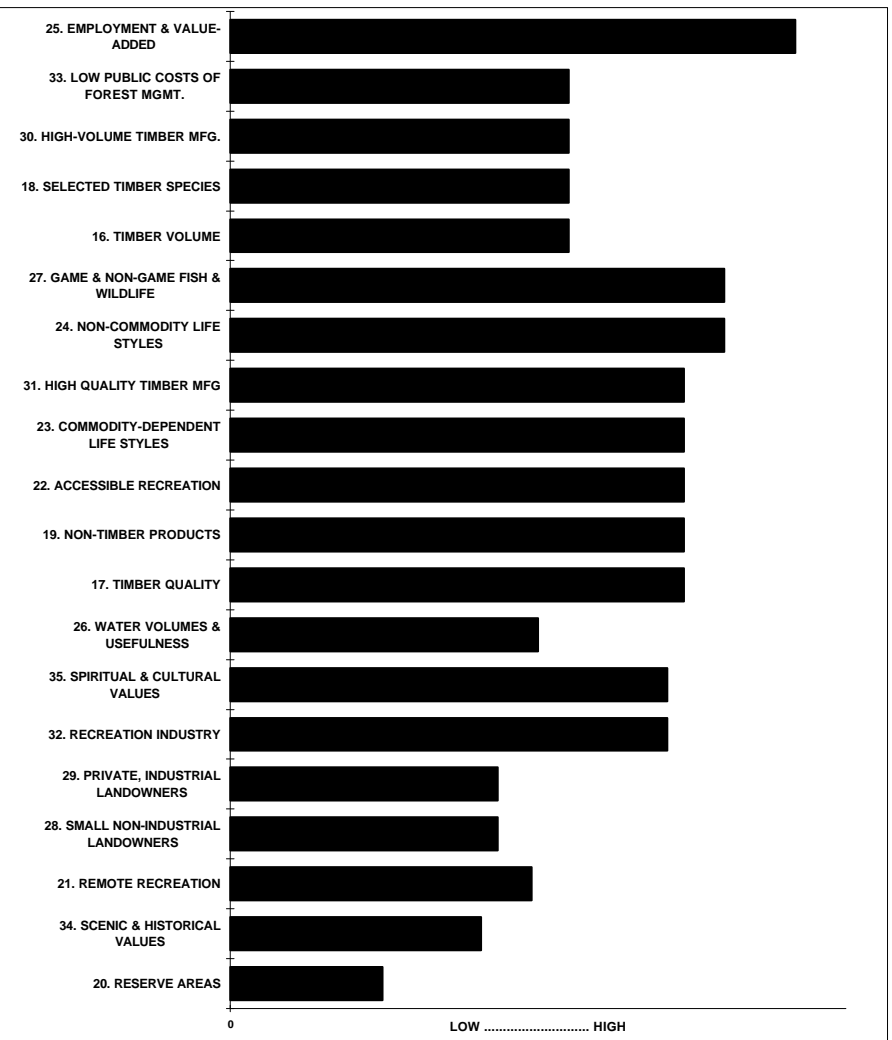 25. EMPLOYMENT & VALUE-
ADDED
33. LOW PUBLIC COSTS OF
FOREST MGMT.
30. HIGH-VOLUME TIMBER MFG.
18. SELECTED TIMBER SPECIES
16. TIMBER VOLUME
27. GAME & NON-GAME FISH &
WILDLIFE
24. NON-COMMODITY LIFE
STYLES
31. HIGH QUALITY TIMBER MFG
23. COMMODITY-DEPENDENT
LIFE STYLES
22. ACCESSIBLE RECREATION
19. NON-TIMBER PRODUCTS
17. TIMBER QUALITY
26. WATER VOLUMES &
USEFULNESS
35. SPIRITUAL & CULTURAL
VALUES
32. RECREATION INDUSTRY
29. PRIVATE, INDUSTRIAL
LANDOWNERS
28. SMALL NON-INDUSTRIAL
LANDOWNERS
21. REMOTE RECREATION
34. SCENIC & HISTORICAL
VALUES
20. RESERVE AREAS
0
LOW ............................ HIGH